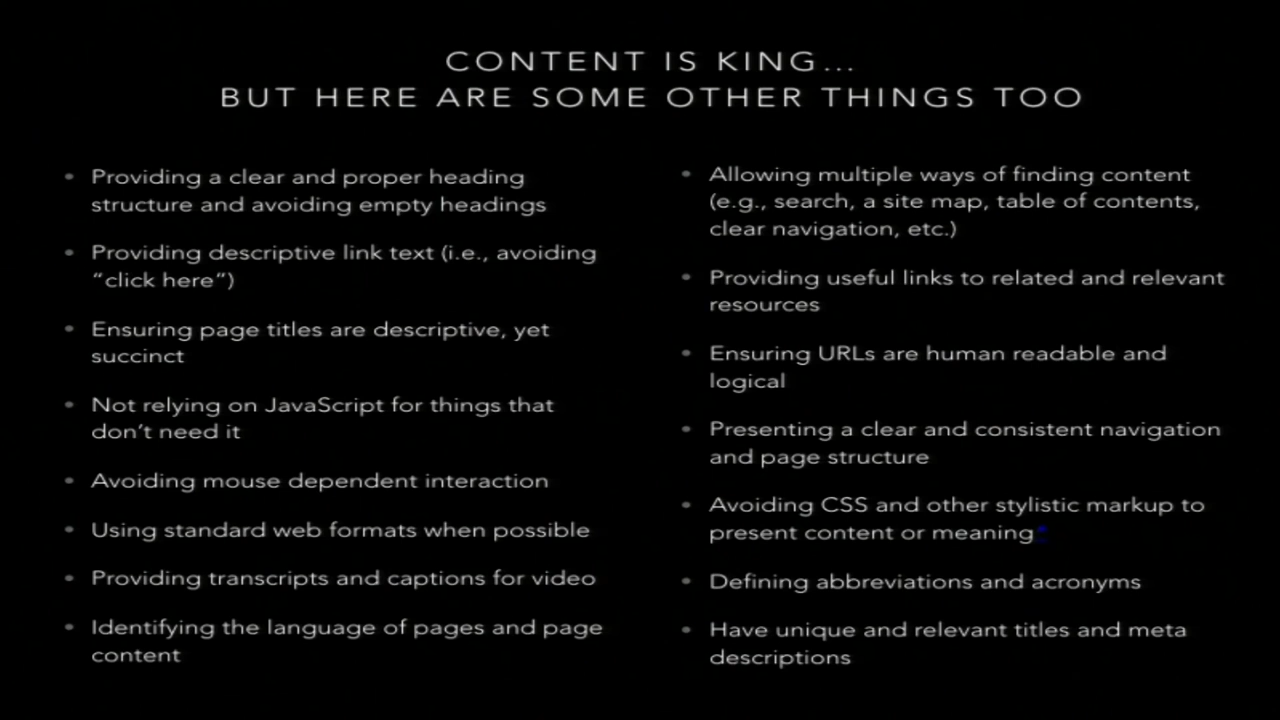 CONTENT IS KING...
BUT HERE ARE SOME OTHER THINGS TOO
• Providing a clear and proper heading
structure and avoiding empty headings
• Providing descriptive link text (i.e., avoiding
“click here”)
• Ensuring page titles are descriptive, yet
succinct
• Not relying on JavaScript for things that
don’t need it
• Avoiding mouse dependent interaction
• Using standard web formats when possible
• Providing transcripts and captions for video
• Identifying the language of pages and page
content
• Allowing multiple ways of finding content
(e.g., search, a site map, table of contents,
clear navigation, etc.)
• Providing useful links to related and relevant
resources
• Ensuring URLs are human readable and
logical
• Presenting a clear and consistent navigation
and page structure
• Avoiding CSS and other stylistic markup to
present content or meaning*
• Defining abbreviations and acronyms
• Have unique and relevant titles and meta
descriptions